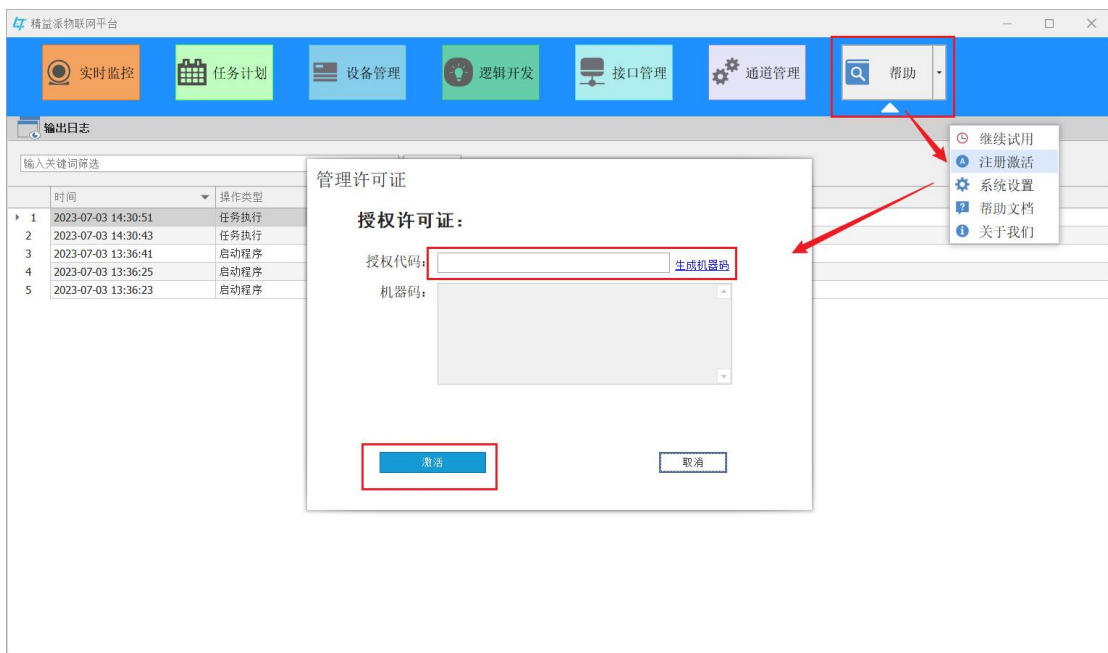 精益派物联网平台
实时监控
任务计划
设备管理
逻辑开发
接口管理
通道管理
帮助
继续试用
注册激活
系统设置
帮助文档
关于我们
输出日志
输入关键词筛选
时间 操作类型
1 2023-07-03 14:30:51 任务执行
2 2023-07-03 14:30:43 任务执行
3 2023-07-03 13:36:41 启动程序
4 2023-07-03 13:36:25 启动程序
5 2023-07-03 13:36:23 启动程序
管理许可证
授权许可证:
授权代码: 生成机器码
机器码:
激活
取消